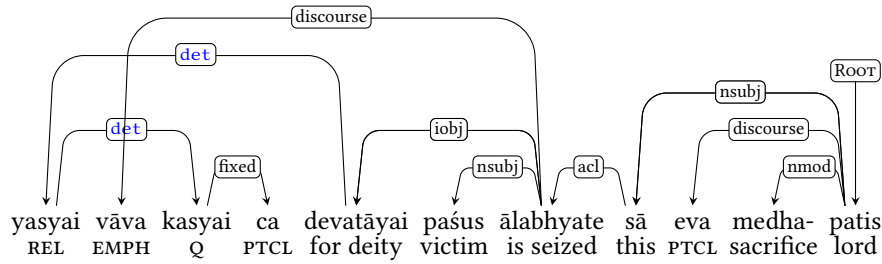 discourse
det
ROOT
nsubj
det iobj discourse
fixed nsubj acl nmod
yasyai vāva kasyai ca devatāyai paśus ālabhyate sā eva medha- patis
REL EMPH Q PTCL for deity victim is seized this PTCL sacrifice lord